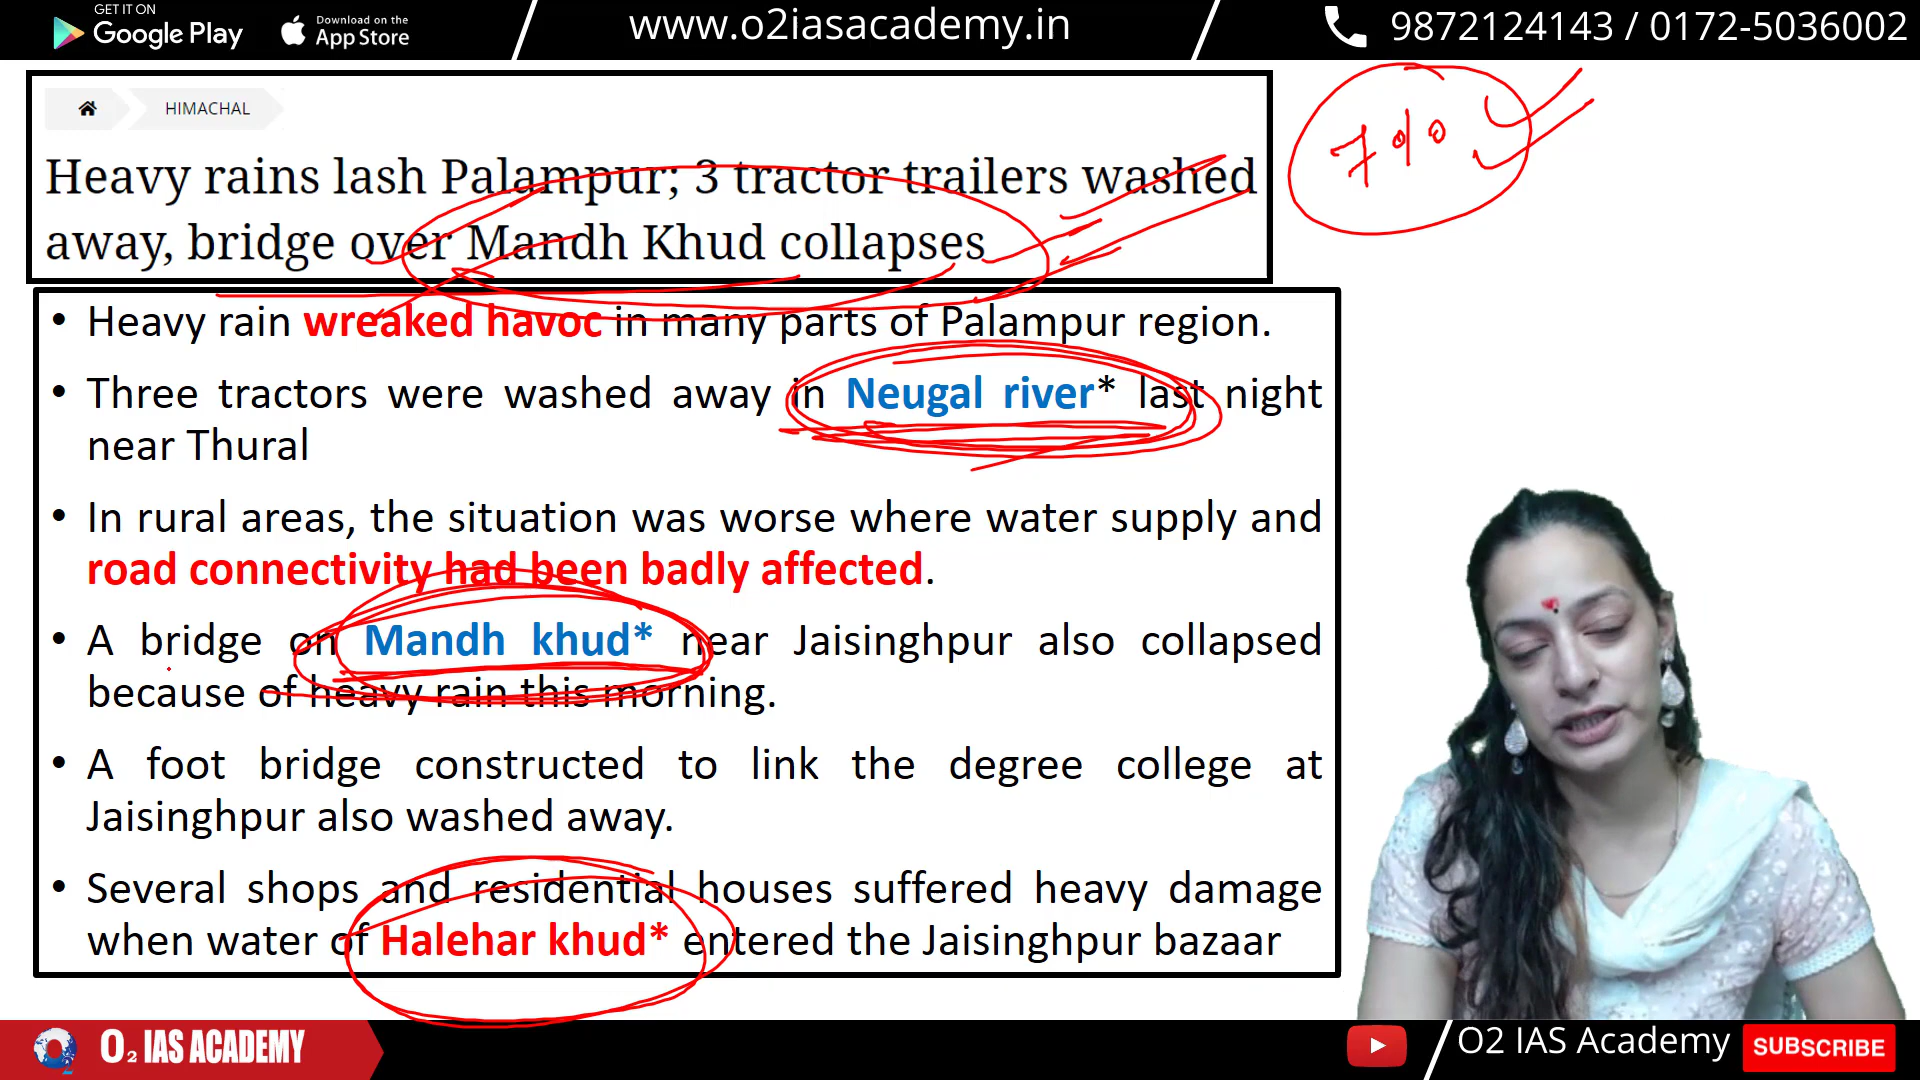 GET IT ON
Google Play
Download on the
App Store
www.o2iasacademy.in
9872124143 / 0172-5036002
HIMACHAL
Heavy rains lash Palampur; 3 tractor trailers washed
away, bridge over Mandh Khud collapses
7%
• Heavy rain wreaked havoc in many parts of Palampur region.
• Three tractors were washed away in Neugal river* last night
near Thural
• In rural areas, the situation was worse where water supply and
road connectivity had been badly affected.
• A bridge on Mandh khud* near Jaisinghpur also collapsed
because of heavy rain this morning.
• A foot bridge constructed to link the degree college at
Jaisinghpur also washed away.
• Several shops and residential houses suffered heavy damage
when water of Halehar khud* entered the Jaisinghpur bazaar
O2 IAS ACADEMY
O2 IAS Academy
SUBSCRIBE